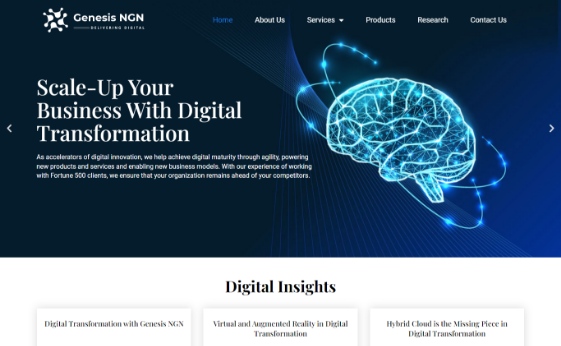 Genesis NGN
DELIVERING DIGITAL
Home About Us Services Products Research Contact Us
Scale-Up Your
Business With Digital
Transformation
As accelerators of digital innovation, we help achieve digital maturity through agility, powering
new products and services and enabling new business models. With our experience of working
with Fortune 500 clients, we ensure that your organization remains ahead of your competitors.
Digital Insights
Digital Transformation with Genesis NGN
Virtual and Augmented Reality in Digital
Transformation
Hybrid Cloud is the Missing Piece in
Digital Transformation